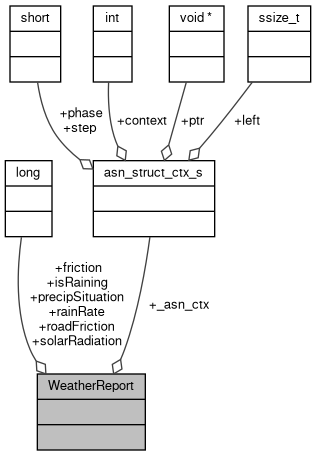 short
int
void *
ssize_t
+phase
+step
+context
+ptr
+left
long
asn_struct_ctx_s
+friction
+isRaining
+precipSituation
+rainRate
+roadFriction
+solarRadiation
+_asn_ctx
WeatherReport